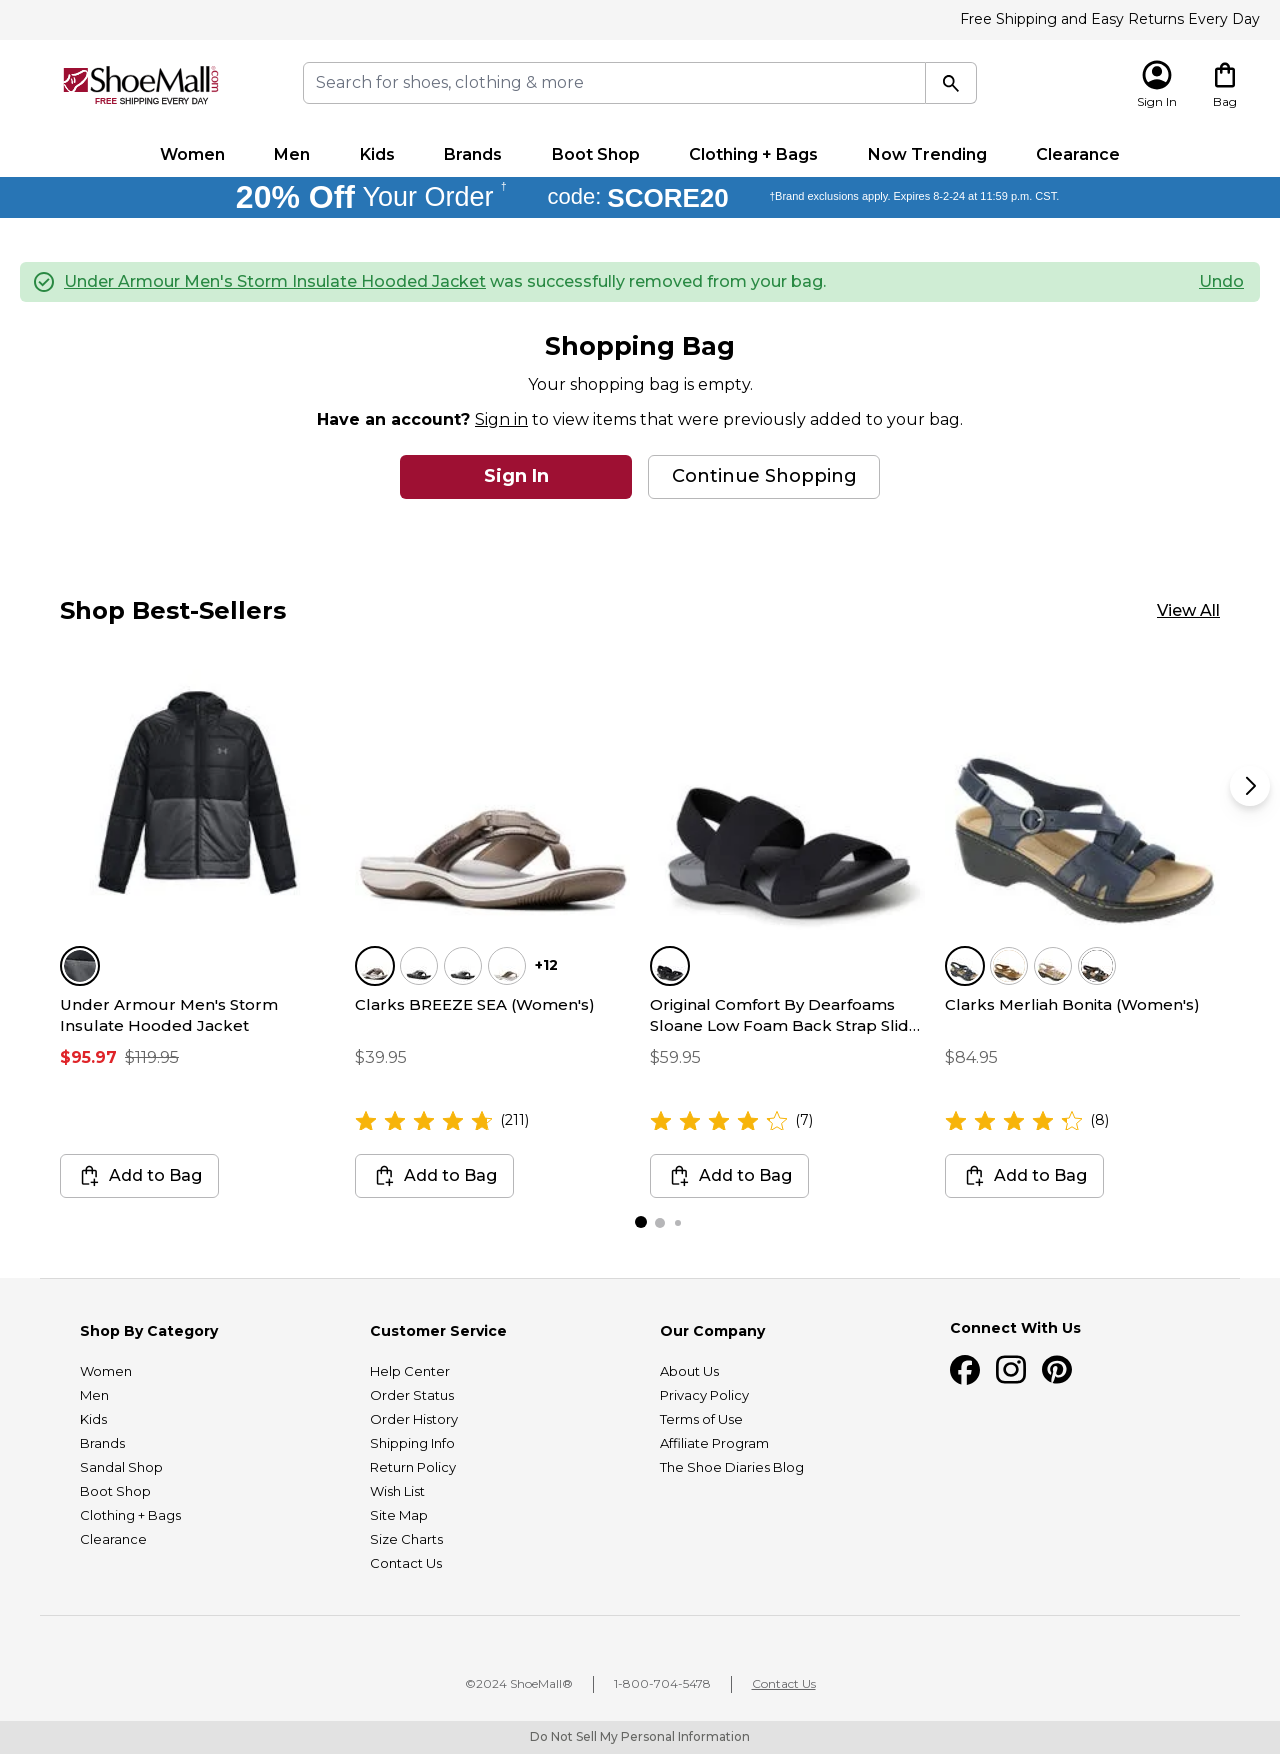 Free Shipping and Easy Returns Every Day
ShoeMall®.com
FREE SHIPPING EVERY DAY
Search for shoes, clothing & more
Sign In
Bag
Women Men Kids Brands Boot Shop Clothing + Bags Now Trending Clearance
20% Off Your Order † code: SCORE20 †Brand exclusions apply. Expires 8-2-24 at 11:59 p.m. CST.
Under Armour Men's Storm Insulate Hooded Jacket was successfully removed from your bag. Undo
Shopping Bag
Your shopping bag is empty.
Have an account? Sign in to view items that were previously added to your bag.
Sign In Continue Shopping
Shop Best-Sellers View All
+12
Under Armour Men's Storm
Insulate Hooded Jacket
$95.97 $119.95
Add to Bag
Clarks BREEZE SEA (Women's)
$39.95
(211)
Add to Bag
Original Comfort By Dearfoams
Sloane Low Foam Back Strap Slid...
$59.95
(7)
Add to Bag
Clarks Merliah Bonita (Women's)
$84.95
(8)
Add to Bag
Shop By Category
Women
Men
Kids
Brands
Sandal Shop
Boot Shop
Clothing + Bags
Clearance
Customer Service
Help Center
Order Status
Order History
Shipping Info
Return Policy
Wish List
Site Map
Size Charts
Contact Us
Our Company
About Us
Privacy Policy
Terms of Use
Affiliate Program
The Shoe Diaries Blog
Connect With Us
©2024 ShoeMall® 1-800-704-5478 Contact Us
Do Not Sell My Personal Information